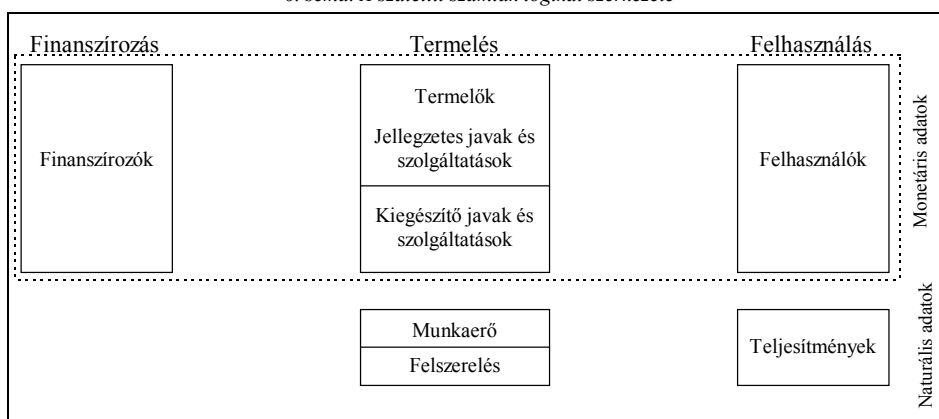 Finanszírozás
Termelés
Felhasználás
Finanszírozók
Termelők
Jellegzetes javak és
szolgáltatások
Kiegészítő javak és
szolgáltatások
Felhasználók
Monetáris adatok
Munkaerő
Felszerelés
Teljesítmények
Naturális adatok